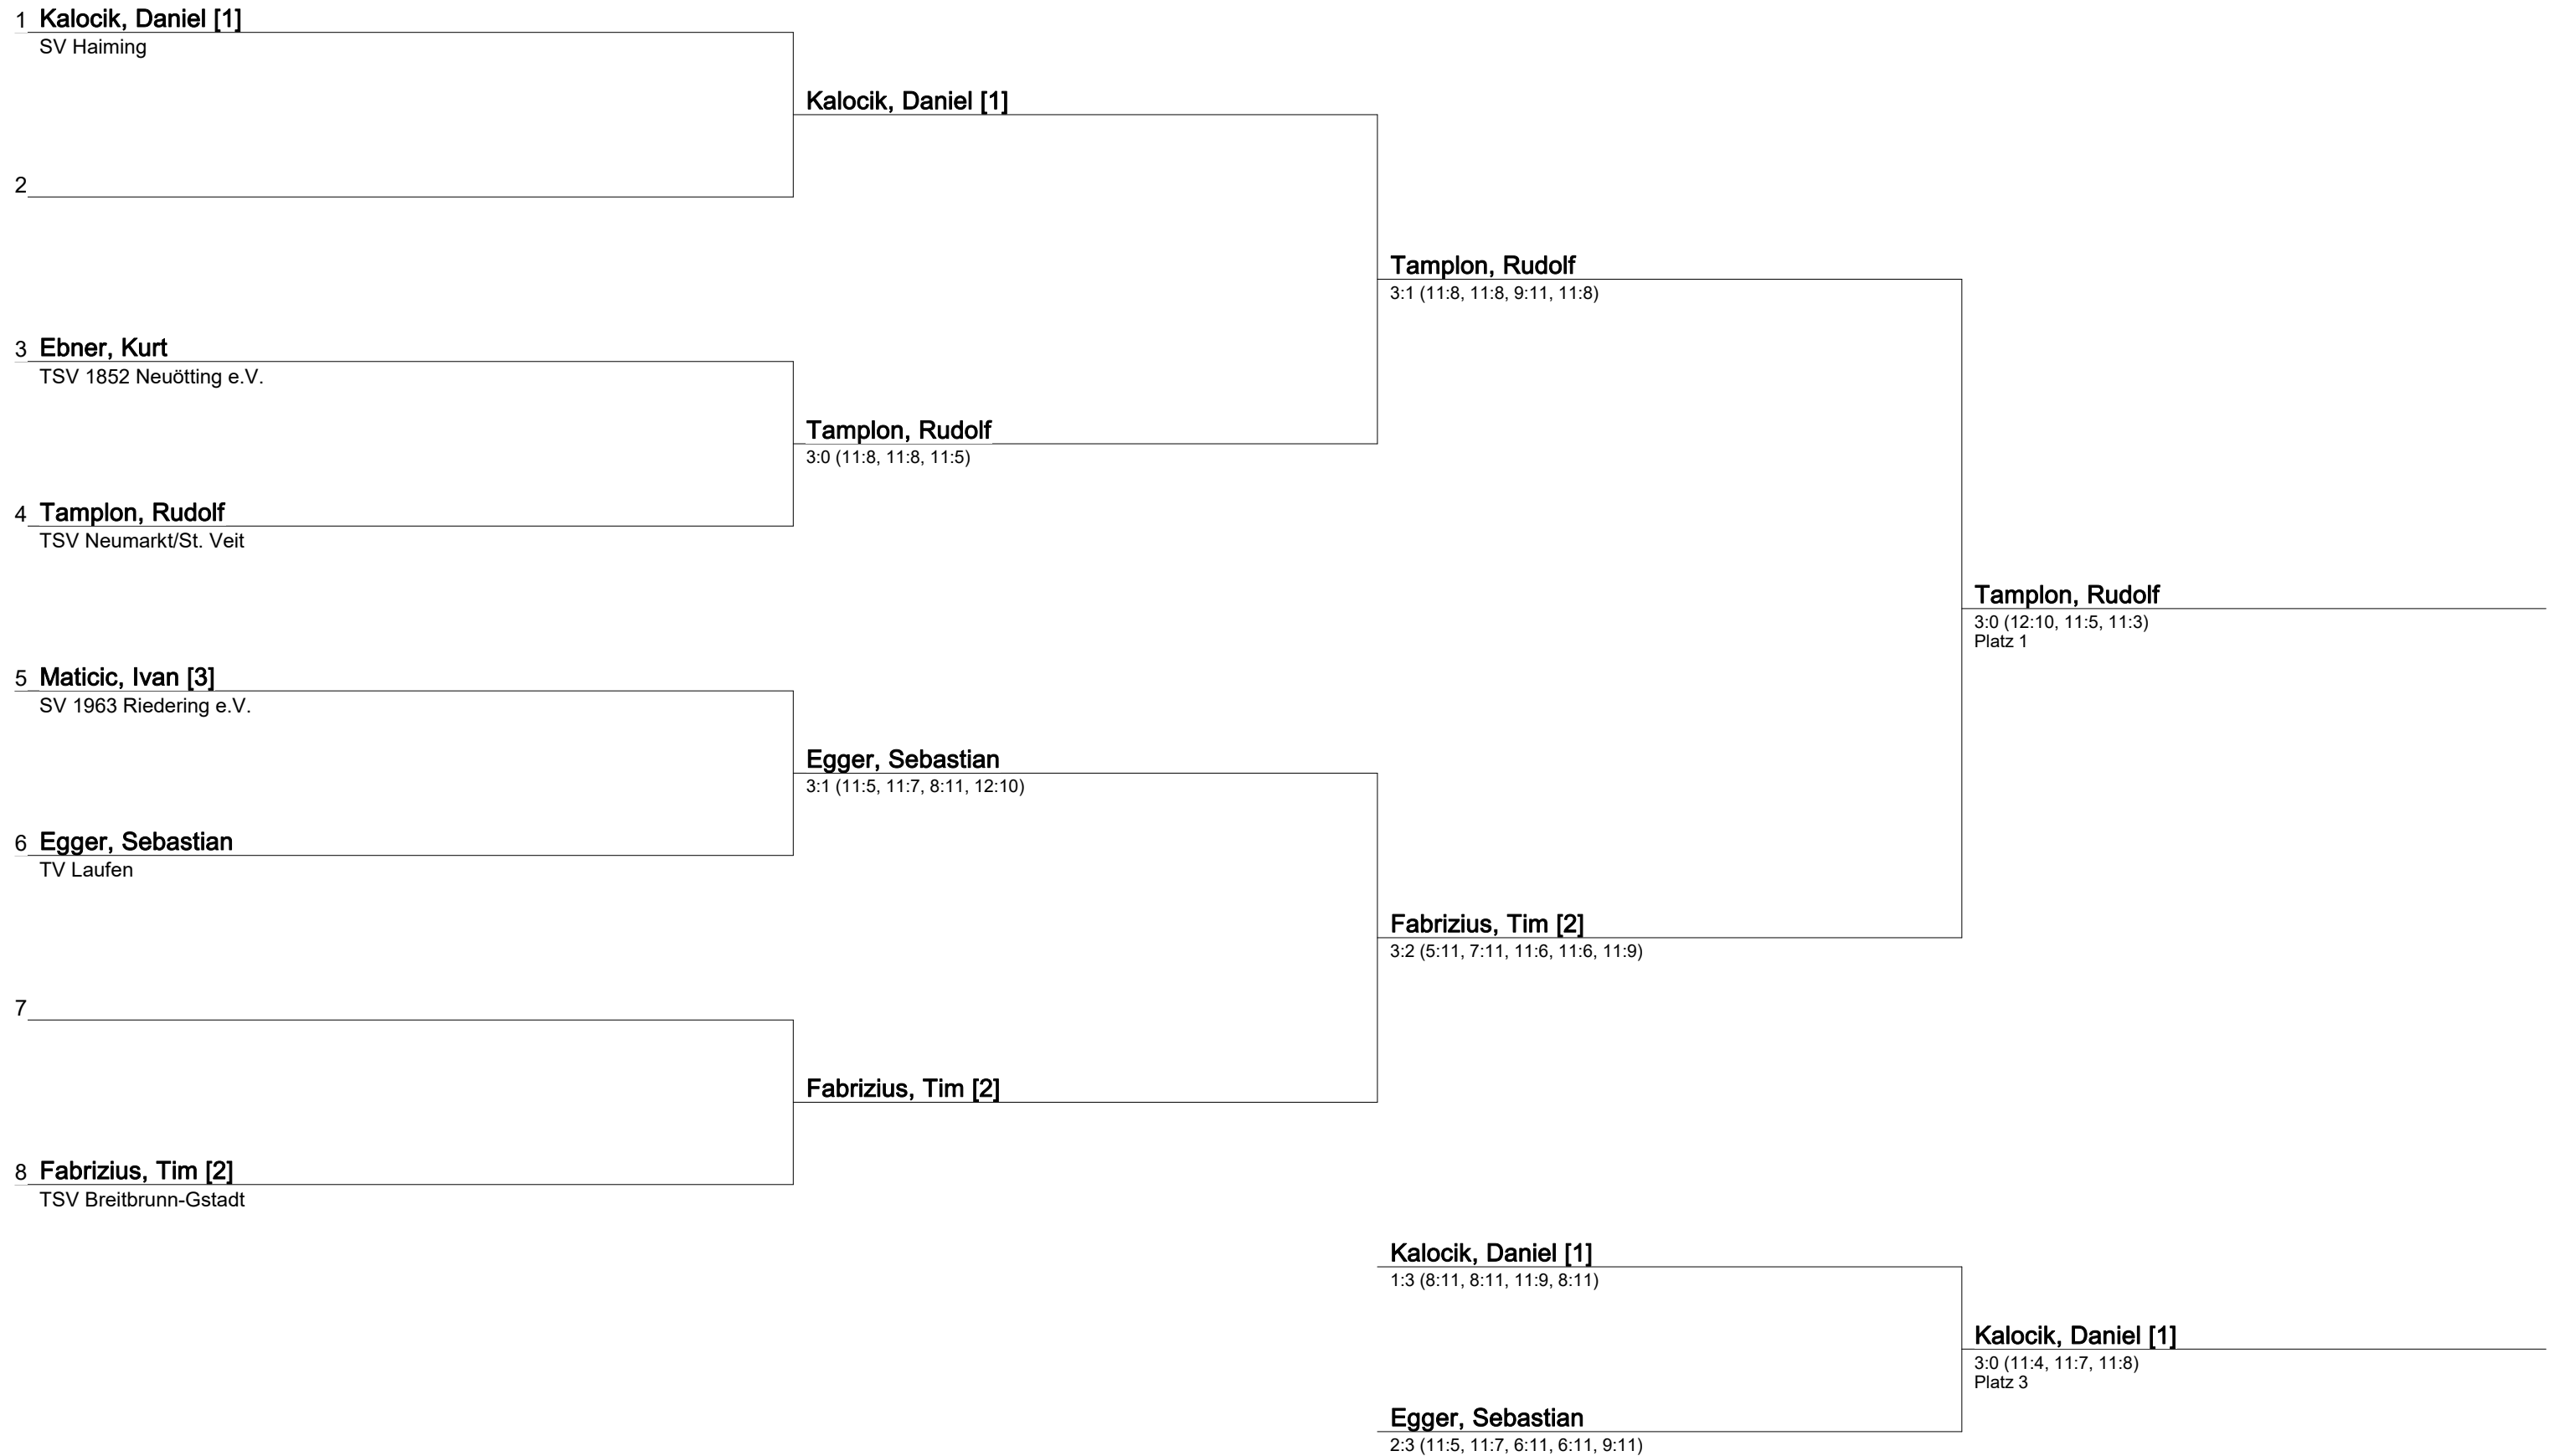 1 Kalocik, Daniel [1]
SV Haiming
Kalocik, Daniel [1]
2
Tamplon, Rudolf
3:1 (11:8, 11:8, 9:11, 11:8)
3 Ebner, Kurt
TSV 1852 Neuötting e.V.
Tamplon, Rudolf
3:0 (11:8, 11:8, 11:5)
4 Tamplon, Rudolf
TSV Neumarkt/St. Veit
Tamplon, Rudolf
3:0 (12:10, 11:5, 11:3)
Platz 1
5 Maticic, Ivan [3]
SV 1963 Riedering e.V.
Egger, Sebastian
3:1 (11:5, 11:7, 8:11, 12:10)
6 Egger, Sebastian
TV Laufen
Fabrizius, Tim [2]
3:2 (5:11, 7:11, 11:6, 11:6, 11:9)
7
Fabrizius, Tim [2]
8 Fabrizius, Tim [2]
TSV Breitbrunn-Gstadt
Kalocik, Daniel [1]
1:3 (8:11, 8:11, 11:9, 8:11)
Kalocik, Daniel [1]
3:0 (11:4, 11:7, 11:8)
Platz 3
Egger, Sebastian
2:3 (11:5, 11:7, 6:11, 6:11, 9:11)